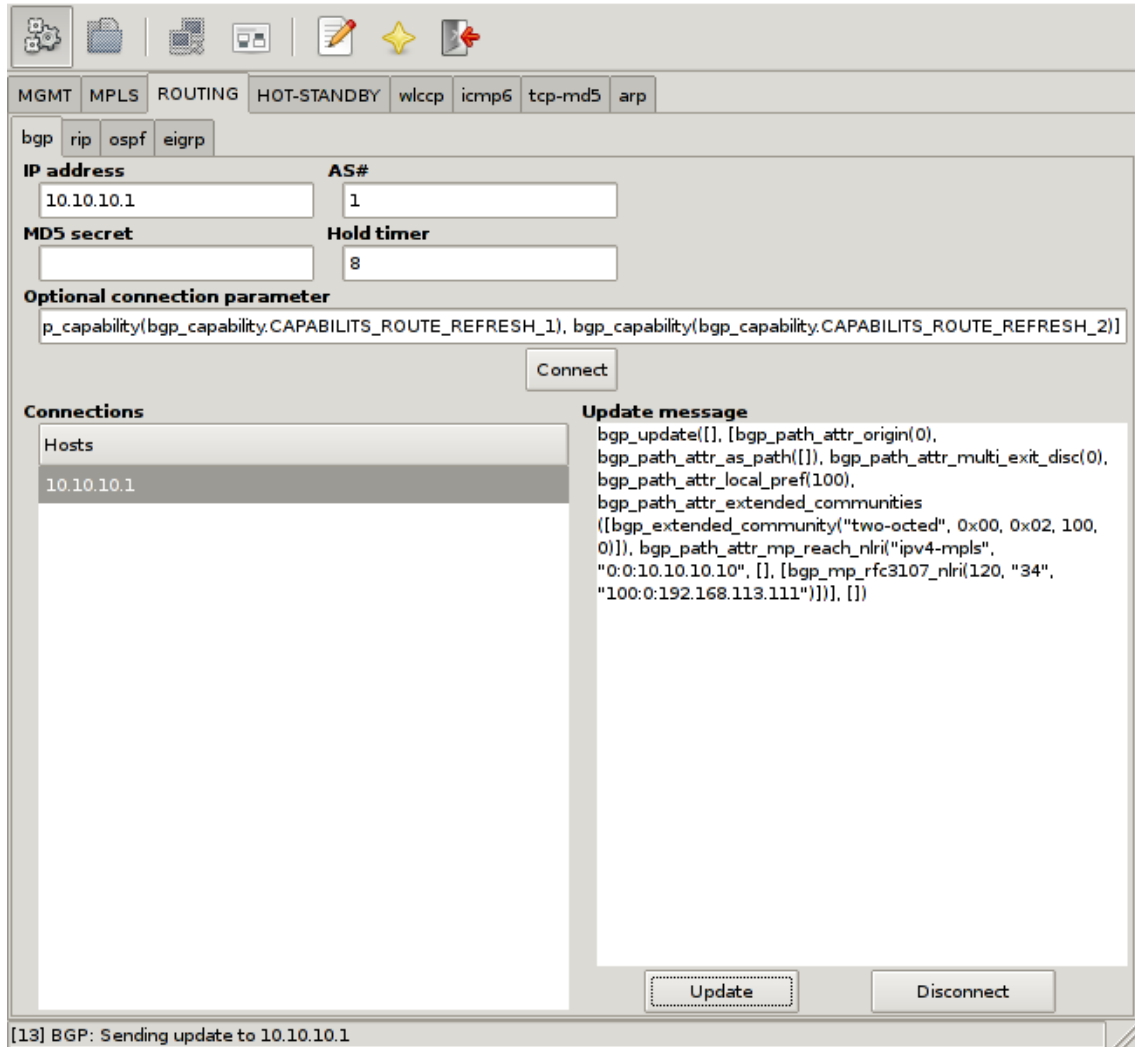 MGMT MPLS ROUTING HOT-STANDBY wlccp icmp6 tcp-md5 arp
bgp rip ospf eigrp
IP address AS#
10.10.10.1 1
MD5 secret Hold timer
8
Optional connection parameter
p_capability(bgp_capability.CAPABILITS_ROUTE_REFRESH_1), bgp_capability(bgp_capability.CAPABILITS_ROUTE_REFRESH_2)]
Connect
Connections
Hosts
10.10.10.1
Update message
bgp_update([], [bgp_path_attr_origin(0),
bgp_path_attr_as_path([]), bgp_path_attr_multi_exit_disc(0),
bgp_path_attr_local_pref(100),
bgp_path_attr_extended_communities
([bgp_extended_community("two-octed", 0x00, 0x02, 100,
0)]), bgp_path_attr_mp_reach_nlri("ipv4-mpls",
"0:0:10.10.10.10", [], [bgp_mp_rfc3107_nlri(120, "34",
"100:0:192.168.113.111")])], [])
Update Disconnect
[13] BGP: Sending update to 10.10.10.1